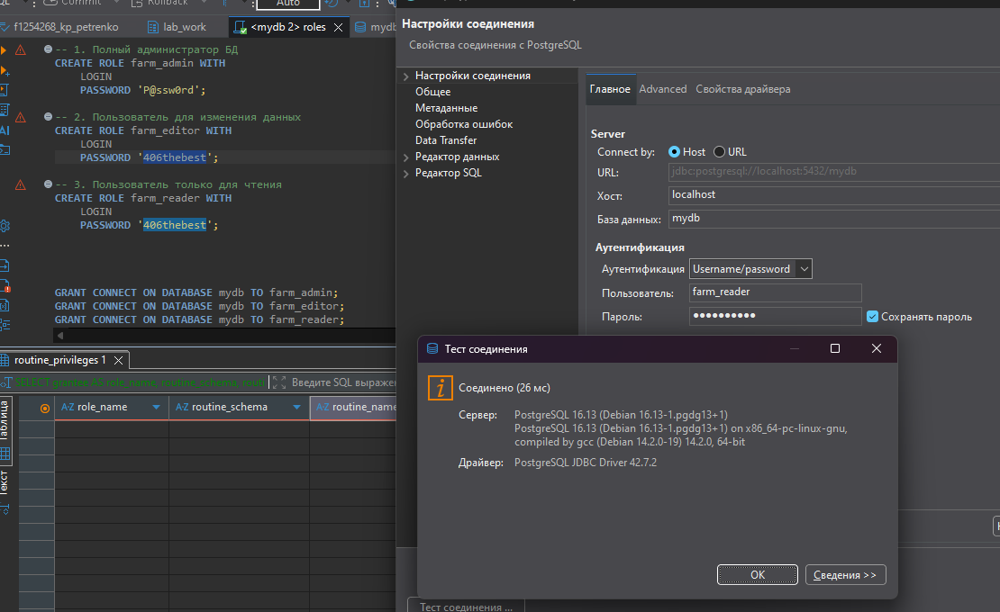 Commit
Rollback
Auto
f1254268_kp_petrenko
lab_work
<mydb 2> roles
mydb
-- 1. Полный администратор БД
CREATE ROLE farm_admin WITH
LOGIN
PASSWORD 'P@ssw0rd';
-- 2. Пользователь для изменения данных
CREATE ROLE farm_editor WITH
LOGIN
PASSWORD '406thebest';
-- 3. Пользователь только для чтения
CREATE ROLE farm_reader WITH
LOGIN
PASSWORD '406thebest';
GRANT CONNECT ON DATABASE mydb TO farm_admin;
GRANT CONNECT ON DATABASE mydb TO farm_editor;
GRANT CONNECT ON DATABASE mydb TO farm_reader;
routine_privileges 1
SELECT grantee AS role_name, routine_schema, routi
Введите SQL выражен
Таблица
Текст
A-Z role_name
A-Z routine_schema
A-Z routine_name
Настройки соединения
Свойства соединения с PostgreSQL
Настройки соединения
Общее
Метаданные
Обработка ошибок
Data Transfer
Редактор данных
Редактор SQL
Главное
Advanced
Свойства драйвера
Server
Connect by:
Host
URL
URL:
jdbc:postgresql://localhost:5432/mydb
Хост:
localhost
База данных:
mydb
Аутентификация
Аутентификация
Username/password
Пользователь:
farm_reader
Пароль:
●●●●●●●●●●
Сохранять пароль
Тест соединения
Соединено (26 мс)
Сервер:
PostgreSQL 16.13 (Debian 16.13-1.pgdg13+1)
PostgreSQL 16.13 (Debian 16.13-1.pgdg13+1) on x86_64-pc-linux-gnu,
compiled by gcc (Debian 14.2.0-19) 14.2.0, 64-bit
Драйвер:
PostgreSQL JDBC Driver 42.7.2
OK
Сведения >>
Тест соединения ...